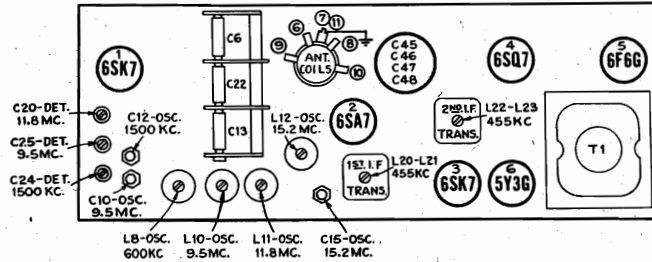 1
6SK7
C6
C22
C13
7
11
6
8
9
10
ANT.
COILS
C45
C46
C47
C48
4
6SQ7
5
6F6G
C20-DET.
11.8 MC.
C12-OSC.
1500 KC.
L12-OSC.
15.2 MC.
2
6SA7
2ND. I.F.
TRANS.
L22-L23
455KC
C25-DET.
9.5 MC.
C24-DET.
1500 KC.
C10-OSC.
9.5 MC.
1ST. I.F
TRANS.
L20-L21
455KC
3
6SK7
6
5Y3G
T1
L8-OSC.
600KC
L10-OSC.
9.5MC.
L11-OSC.
11.8MC.
C15-OSC.
15.2 MC.